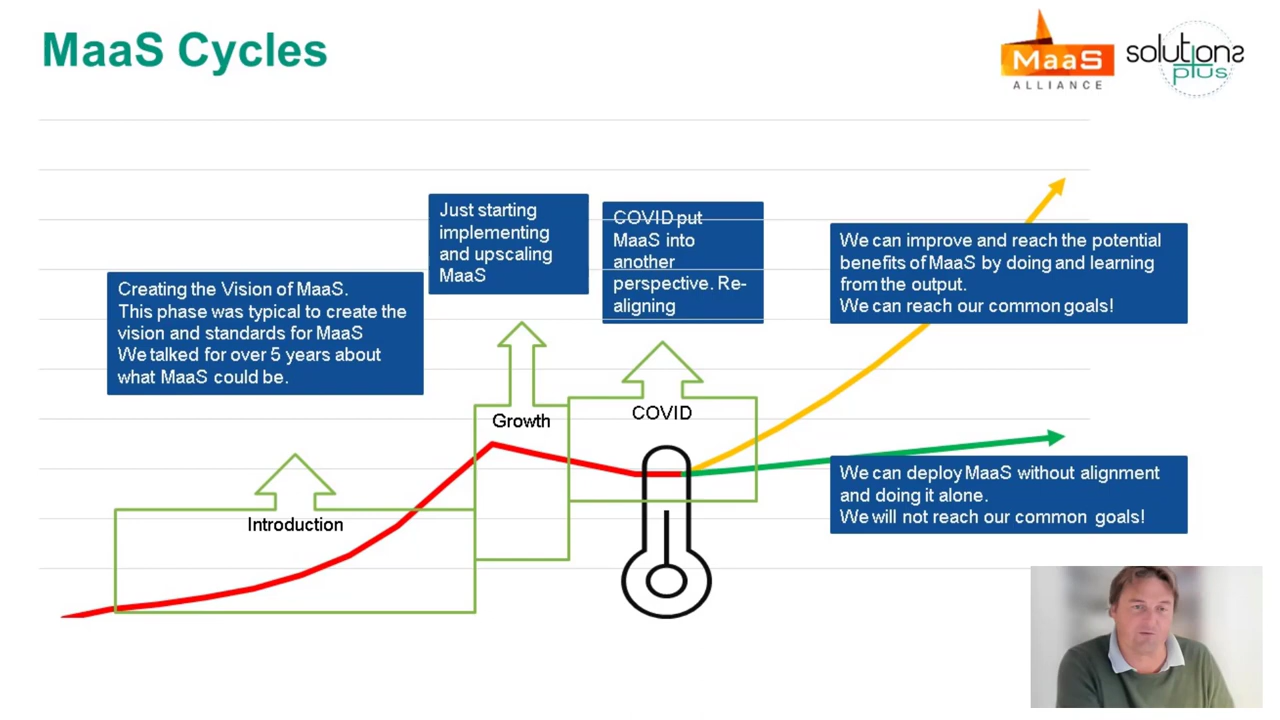 MaaS Cycles
MaaS
ALLIANCE
solutions
plus
Just starting
implementing
and upscaling
MaaS
COVID put
MaaS into
another
perspective. Re-
aligning
We can improve and reach the potential
benefits of MaaS by doing and learning
from the output.
We can reach our common goals!
Creating the Vision of MaaS.
This phase was typical to create the
vision and standards for MaaS
We talked for over 5 years about
what MaaS could be.
Growth
COVID
We can deploy MaaS without alignment
and doing it alone.
We will not reach our common goals!
Introduction